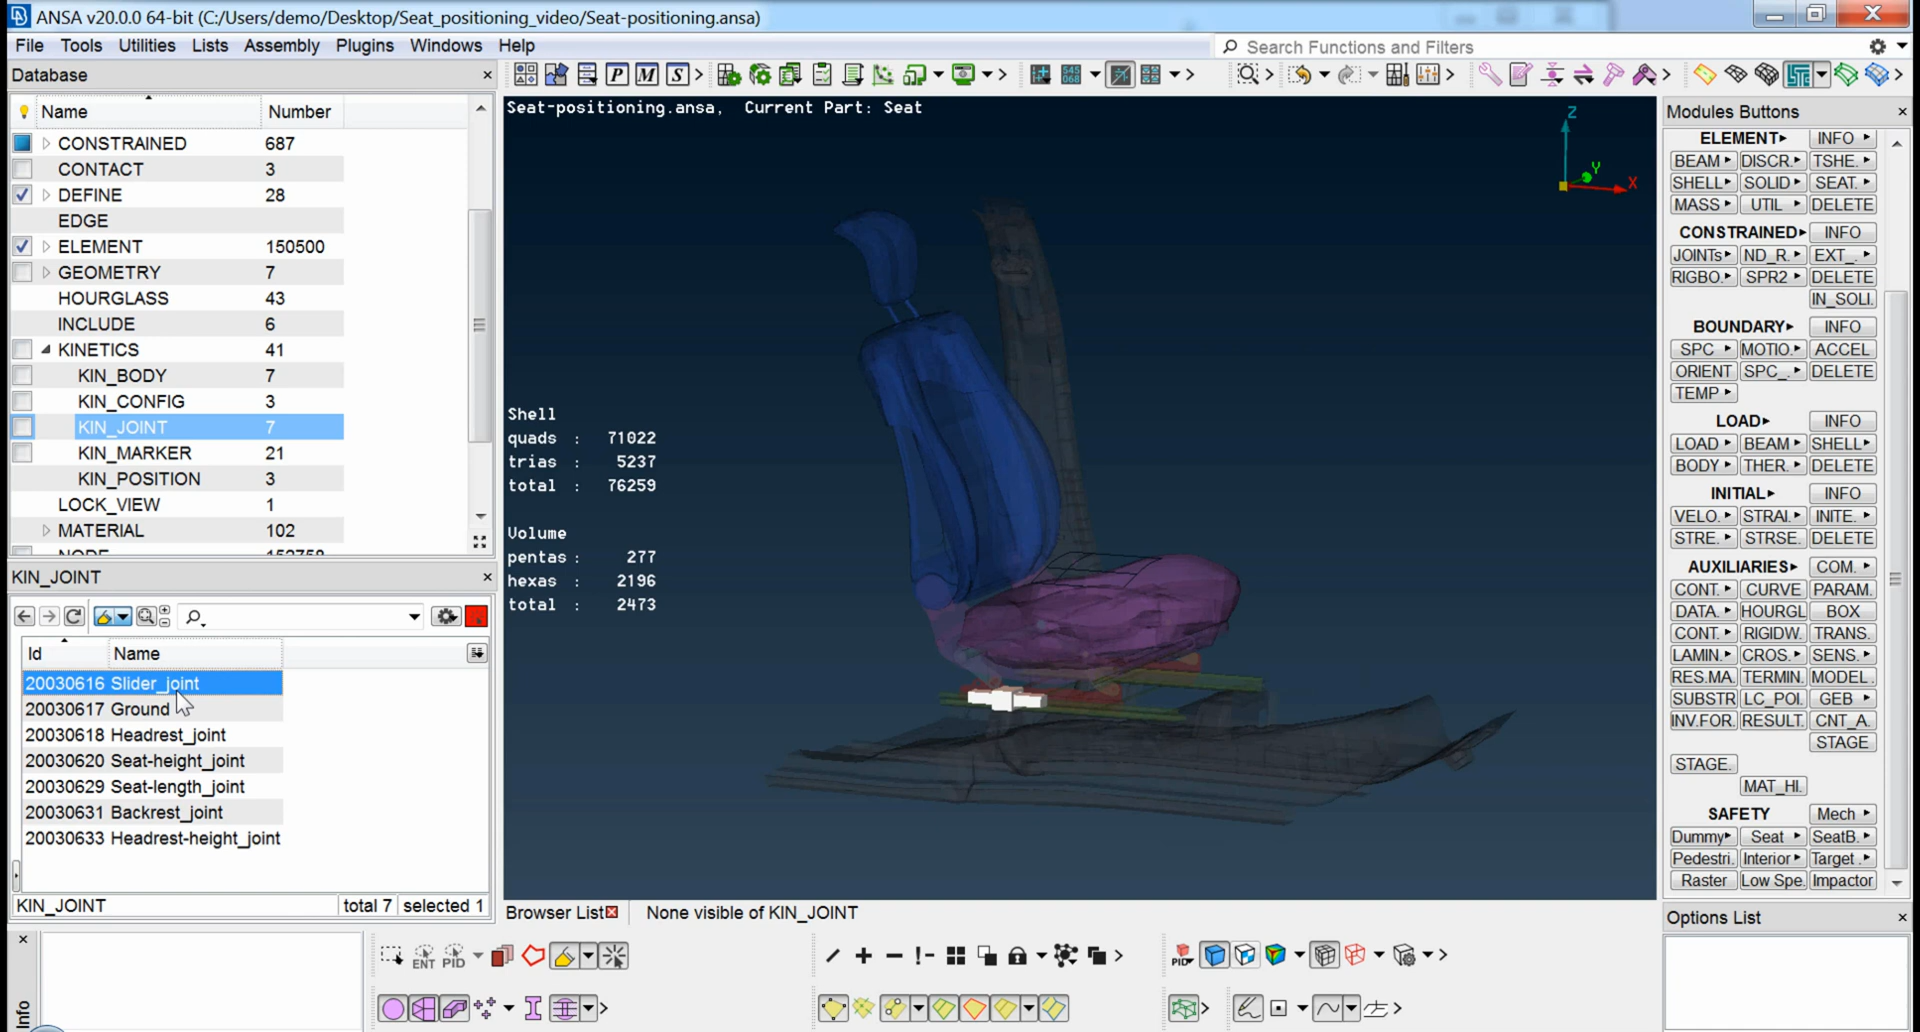 ANSA v20.0.0 64-bit (C:/Users/demo/Desktop/Seat_positioning_video/Seat-positioning.ansa)
File Tools Utilities Lists Assembly Plugins Windows Help
Search Functions and Filters
Database
P M S
Name Number
CONSTRAINED 687
CONTACT 3
DEFINE 28
EDGE
ELEMENT 150500
GEOMETRY 7
HOURGLASS 43
INCLUDE 6
KINETICS 41
KIN_BODY 7
KIN_CONFIG 3
KIN_JOINT 7
KIN_MARKER 21
KIN_POSITION 3
LOCK_VIEW 1
MATERIAL 102
KIN_JOINT
Id Name
20030616 Slider_joint
20030617 Ground
20030618 Headrest_joint
20030620 Seat-height_joint
20030629 Seat-length_joint
20030631 Backrest_joint
20030633 Headrest-height_joint
KIN_JOINT total 7 selected 1
Seat-positioning.ansa, Current Part: Seat
Z
Y
X
Shell
quads : 71022
trias : 5237
total : 76259
Volume
pentas : 277
hexas : 2196
total : 2473
Browser List
None visible of KIN_JOINT
Modules Buttons
ELEMENT INFO
BEAM DISCR. TSHE.
SHELL SOLID SEAT.
MASS UTIL DELETE
CONSTRAINED INFO
JOINTs ND_R. EXT_.
RIGBO. SPR2 DELETE
IN_SOLI.
BOUNDARY INFO
SPC MOTIO. ACCEL
ORIENT SPC_. DELETE
TEMP
LOAD INFO
LOAD BEAM SHELL
BODY THER. DELETE
INITIAL INFO
VELO. STRAI. INITE.
STRE. STRSE. DELETE
AUXILIARIES COM.
CONT. CURVE PARAM.
DATA. HOURGL BOX
CONT. RIGIDW. TRANS.
LAMIN. CROS. SENS.
RES.MA. TERMIN. MODEL.
SUBSTR LC_POI. GEB
INV.FOR. RESULT. CNT_A.
STAGE
STAGE.
MAT_HI.
SAFETY Mech
Dummy Seat SeatB.
Pedestri. Interior Target.
Raster Low Spe. Impactor
Options List
Info
ENT PID
PID